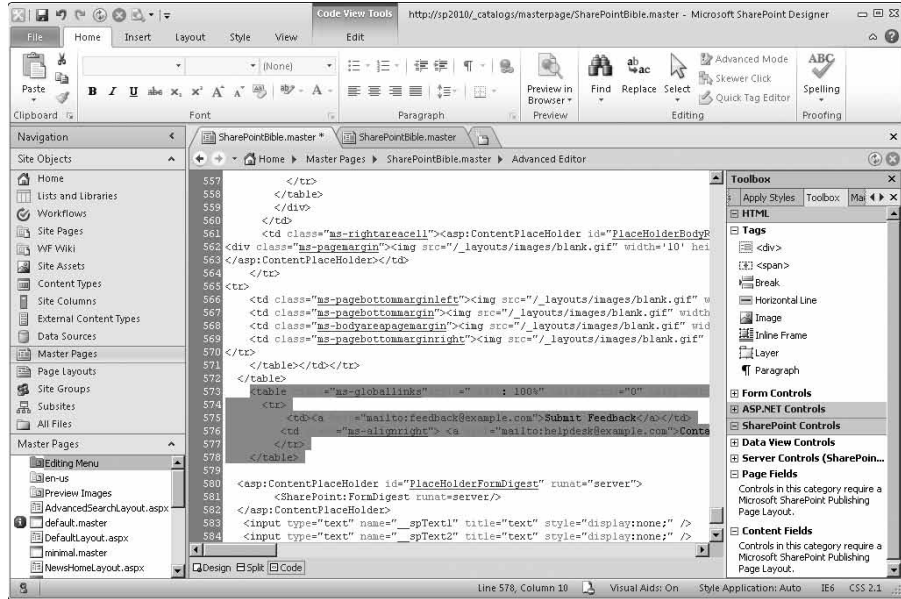 Code View Tools
http://sp2010/_catalogs/masterpage/SharePointBible.master - Microsoft SharePoint Designer
File Home Insert Layout Style View Edit
Paste
(None)
B I U abc
Preview in Browser
Find
Replace
Select
Advanced Mode
Skewer Click
Quick Tag Editor
ABC
Spelling
Clipboard Font Paragraph Preview Editing Proofing
Navigation
SharePointBible.master *
SharePointBible.master
Site Objects
Home
Lists and Libraries
Workflows
Site Pages
WF Wiki
Site Assets
Content Types
Site Columns
External Content Types
Data Sources
Master Pages
Page Layouts
Site Groups
Subsites
All Files
Master Pages
Editing Menu
en-us
Preview Images
AdvancedSearchLayout.aspx
default.master
DefaultLayout.aspx
minimal.master
NewsHomeLayout.aspx
Home Master Pages SharePointBible.master Advanced Editor
557 </tr>
558 </table>
559 </div>
560 </td>
561 <td class="ms-rightareacell"><asp:ContentPlaceHolder id="PlaceHolderBodyR
562 <div class="ms-pagemargin"><img src="/_layouts/images/blank.gif" width='10' hei
563 </asp:ContentPlaceHolder></td>
564 </tr>
565 <tr>
566 <td class="ms-pagebottommarginleft"><img src="/_layouts/images/blank.gif" w
567 <td class="ms-pagebottommargin"><img src="/_layouts/images/blank.gif" width
568 <td class="ms-bodyareapagemargin"><img src="/_layouts/images/blank.gif" wid
569 <td class="ms-pagebottommarginright"><img src="/_layouts/images/blank.gif"
570 </tr>
571 </table></td></tr>
572 </table>
573 <table ="ms-globallinks" =" : 100%" ="0"
574 <tr>
575 <td><a ="mailto:feedback@example.com">Submit Feedback</a></td>
576 <td ="ms-alignright"> <a ="mailto:helpdesk@example.com">Conta
577 </tr>
578 </table>
579
580 <asp:ContentPlaceHolder id="PlaceHolderFormDigest" runat="server">
581 <SharePoint:FormDigest runat=server/>
582 </asp:ContentPlaceHolder>
583 <input type="text" name="__spText1" title="text" style="display:none;" />
584 <input type="text" name="__spText2" title="text" style="display:none;" />
Design Split Code
Toolbox
Apply Styles Toolbox Ma
HTML
Tags
<div>
<span>
Break
Horizontal Line
Image
Inline Frame
Layer
Paragraph
Form Controls
ASP.NET Controls
SharePoint Controls
Data View Controls
Server Controls (SharePoin...
Page Fields
Controls in this category require a
Microsoft SharePoint Publishing
Page Layout.
Content Fields
Controls in this category require a
Microsoft SharePoint Publishing
Page Layout.
Line 578, Column 10 Visual Aids: On Style Application: Auto IE6 CSS 2.1